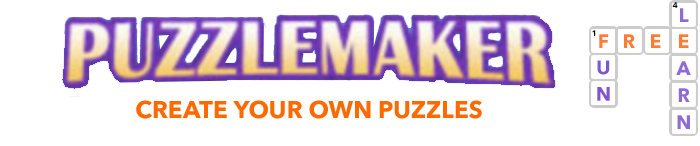 PUZZLEMAKER
CREATE YOUR OWN PUZZLES
4
L
1
FREE
U A
N R
N